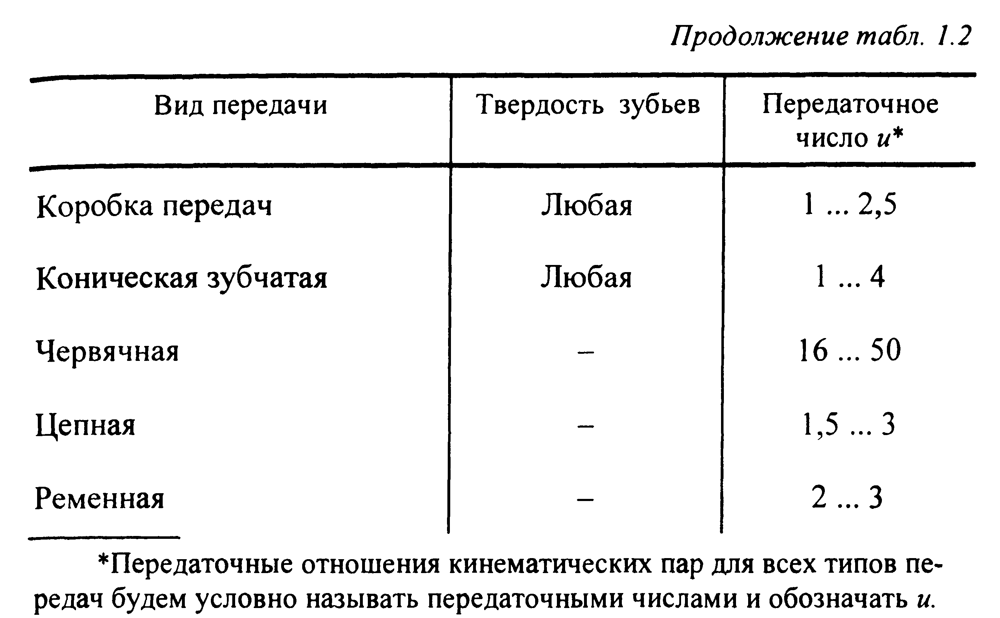 Продолжение табл. 1.2
Вид передачи Твердость зубьев Передаточное
число u*
Коробка передач Любая 1 ... 2,5
Коническая зубчатая Любая 1 ... 4
Червячная – 16 ... 50
Цепная – 1,5 ... 3
Ременная – 2 ... 3
*Передаточные отношения кинематических пар для всех типов пе-
редач будем условно называть передаточными числами и обозначать u.